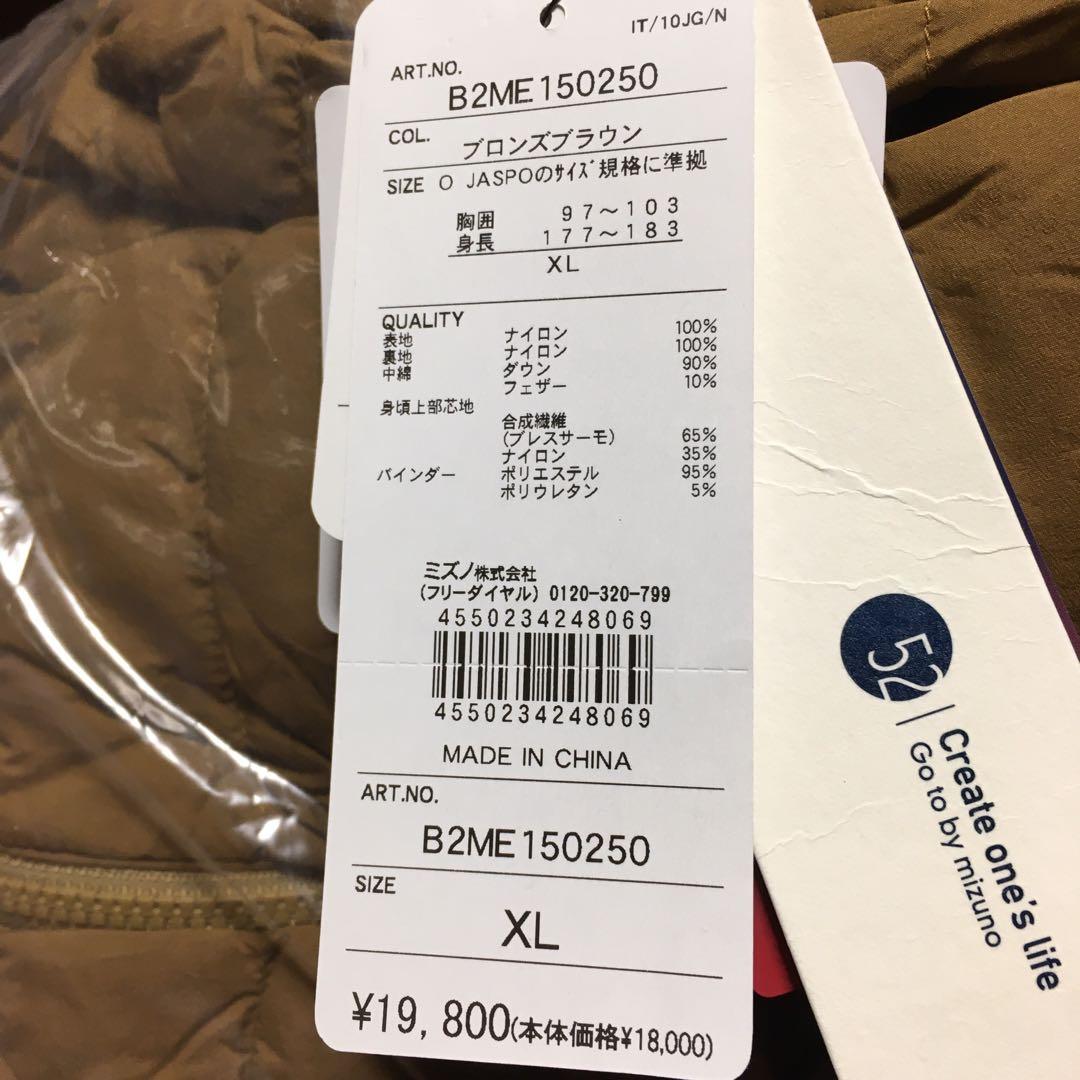 IT/10JG/N
ART.NO.
B2ME150250
COL. ブロンズブラウン
SIZE O JASPOのサイズ規格に準拠
胸囲 97～103
身長 177～183
XL
QUALITY
表地 ナイロン 100%
裏地 ナイロン 100%
中綿 ダウン 90%
フェザー 10%
身頃上部芯地
合成繊維
(ブレスサーモ) 65%
ナイロン 35%
バインダー ポリエステル 95%
ポリウレタン 5%
ミズノ株式会社
(フリーダイヤル) 0120-320-799
4550234248069
4550234248069
MADE IN CHINA
ART.NO.
B2ME150250
SIZE
XL
¥19,800(本体価格¥18,000)
52
Create one's life
Go to by mizuno